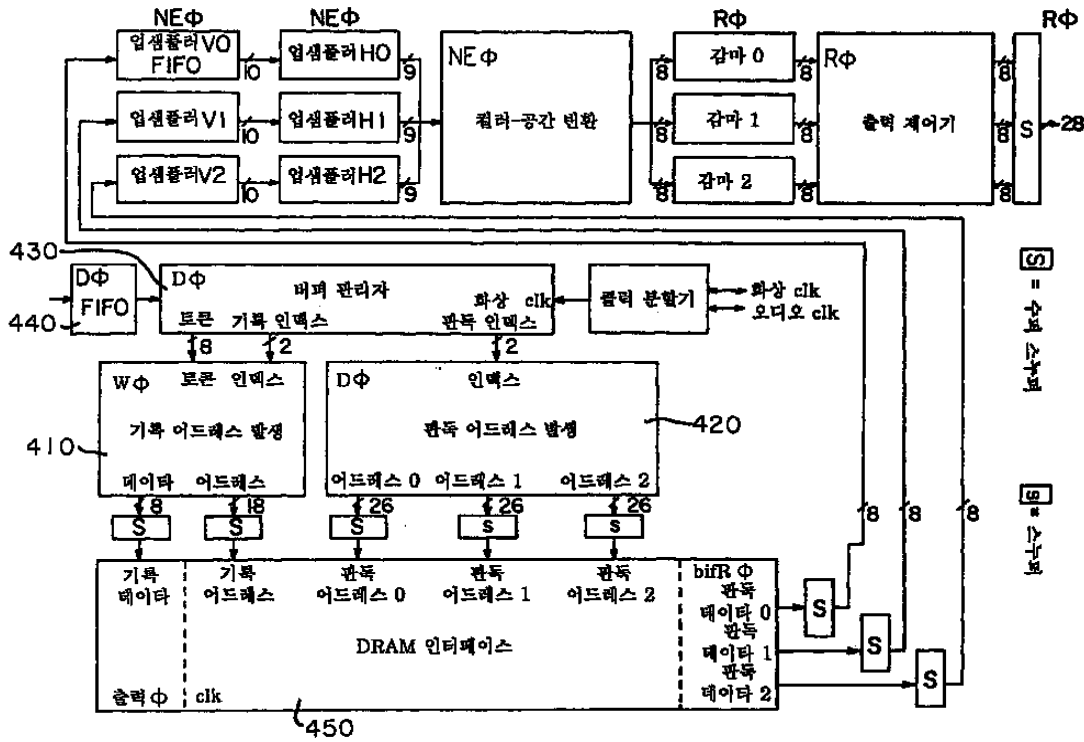 NEΦ NEΦ RΦ RΦ
업샘플러V0
FIFO
10
업샘플러H0
9
NEΦ
8
감마 0
8
RΦ
8
업샘플러V1
10
업샘플러H1
9
컬러-공간 변환
8
감마 1
8
출력 제어기
8
S
28
업샘플러V2
10
업샘플러H2
9
8
감마 2
8
8
430
440
DΦ
FIFO
DΦ
버퍼 관리자
화상 clk
토큰 기록 인덱스 판독 인덱스
클럭 분할기
화상 clk
오디오 clk
S = 수퍼 스누퍼
8 2 2
410
WΦ
토큰 인덱스
기록 어드레스 발생
데이타 어드레스
DΦ
인덱스
판독 어드레스 발생
어드레스 0 어드레스 1 어드레스 2
420
8 18 26 26 26
S S S s s
8 8 8
s = 스누퍼
기록
데이타
기록
어드레스
판독
어드레스 0
판독
어드레스 1
판독
어드레스 2
bifR Φ
판독
데이타 0
S
판독
데이타 1
S
판독
데이타 2
S
DRAM 인터페이스
출력 Φ
clk
450